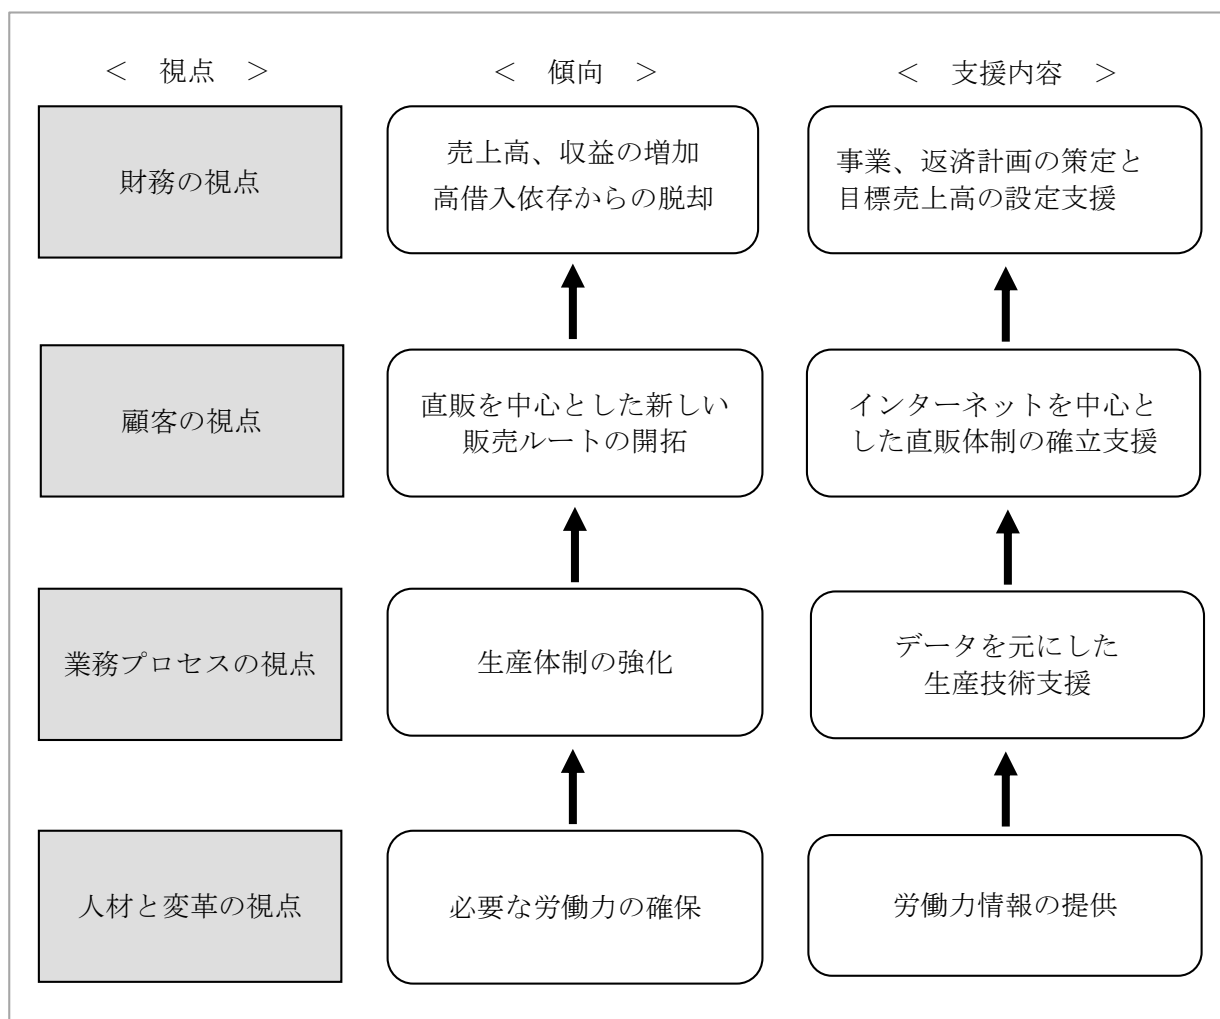 ＜　視点　＞
＜　傾向　＞
＜　支援内容　＞
財務の視点
売上高、収益の増加
高借入依存からの脱却
事業、返済計画の策定と
目標売上高の設定支援
顧客の視点
直販を中心とした新しい
販売ルートの開拓
インターネットを中心と
した直販体制の確立支援
業務プロセスの視点
生産体制の強化
データを元にした
生産技術支援
人材と変革の視点
必要な労働力の確保
労働力情報の提供